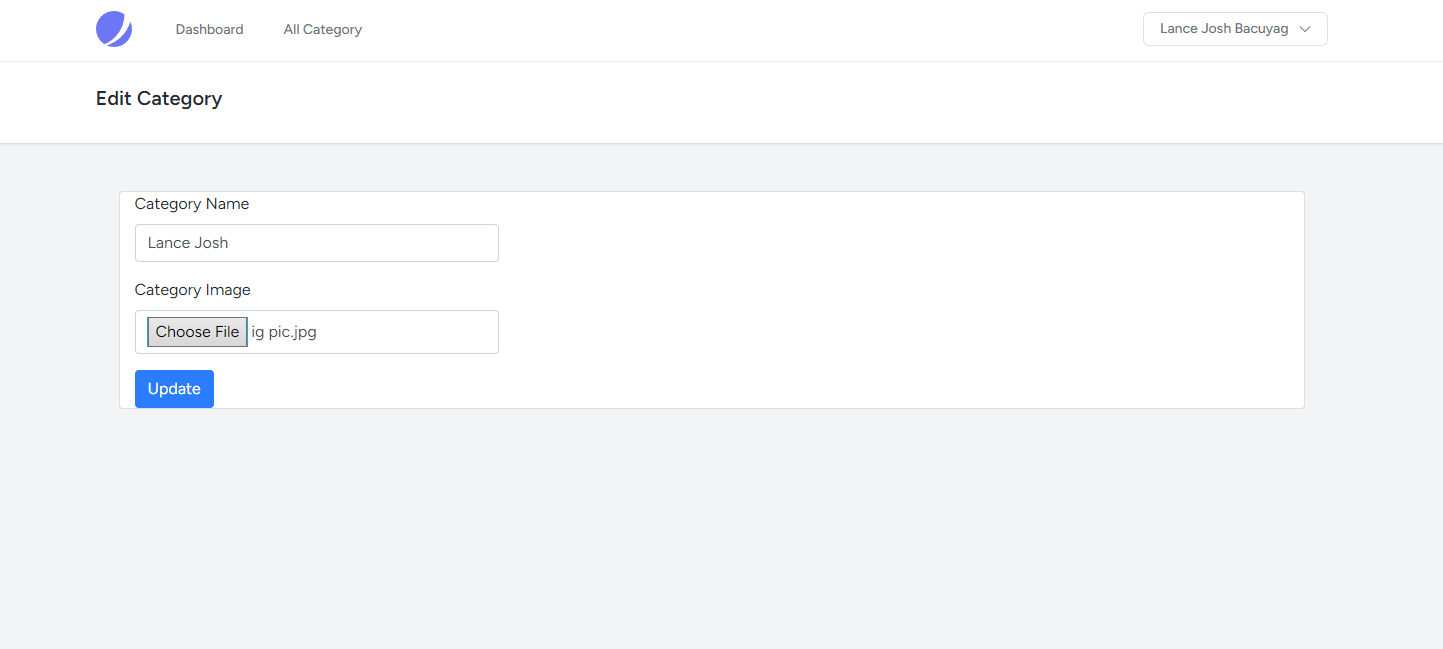 Dashboard All Category Lance Josh Bacuyag
Edit Category
Category Name
Lance Josh
Category Image
Choose File ig pic.jpg
Update